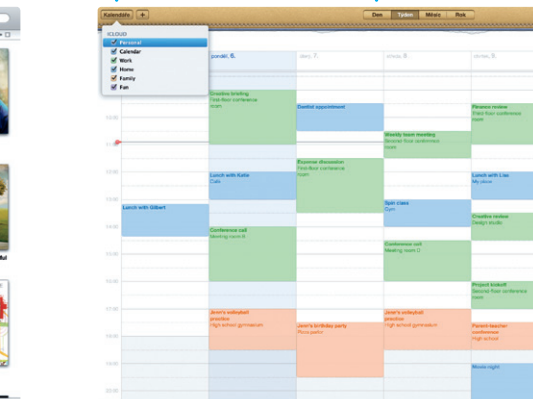 Kalendáře + Den Týden Měsíc Rok
ICLOUD
Personal
Calendar
Work
Home
Family
Fun
pondělí, 6. úterý, 7. středa, 8.
Creative briefing
First-floor conference
room
Dentist appointment
Finance review
Third floor conference
room
Weekly team meeting
Second floor conference
room
Expense discussion
First-floor conference
room
Lunch with Katie
Café
Lunch with Lisa
My place
Lunch with Gilbert
Spin class
Gym
Creative review
Design studio
Conference call
Meeting room B
Conference call
Meeting room D
Project kickoff
Second floor conference
room
Jenn's volleyball
practice
High school gymnasium
Jenn's birthday party
Pizza parlor
Jenn's volleyball
practice
High school gymnasium
Parent-teacher
conference
High school
Movie night